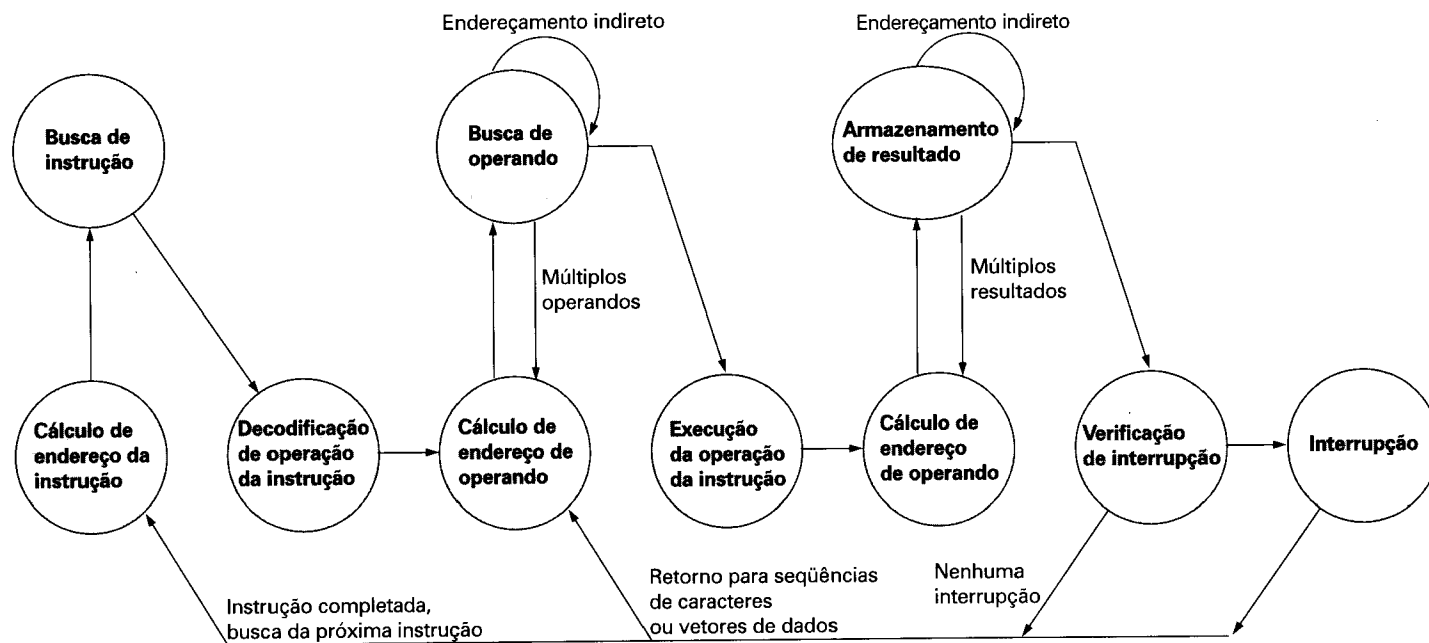 Endereçamento indireto
Endereçamento indireto
Busca de
instrução
Busca de
operando
Armazenamento
de resultado
Múltiplos
operandos
Múltiplos
resultados
Cálculo de
endereço da
instrução
Decodificação
de operação
da instrução
Cálculo de
endereço de
operando
Execução
da operação
da instrução
Cálculo de
endereço
de operando
Verificação
de interrupção
Interrupção
Instrução completada,
busca da próxima instrução
Retorno para seqüências
de caracteres
ou vetores de dados
Nenhuma
interrupção